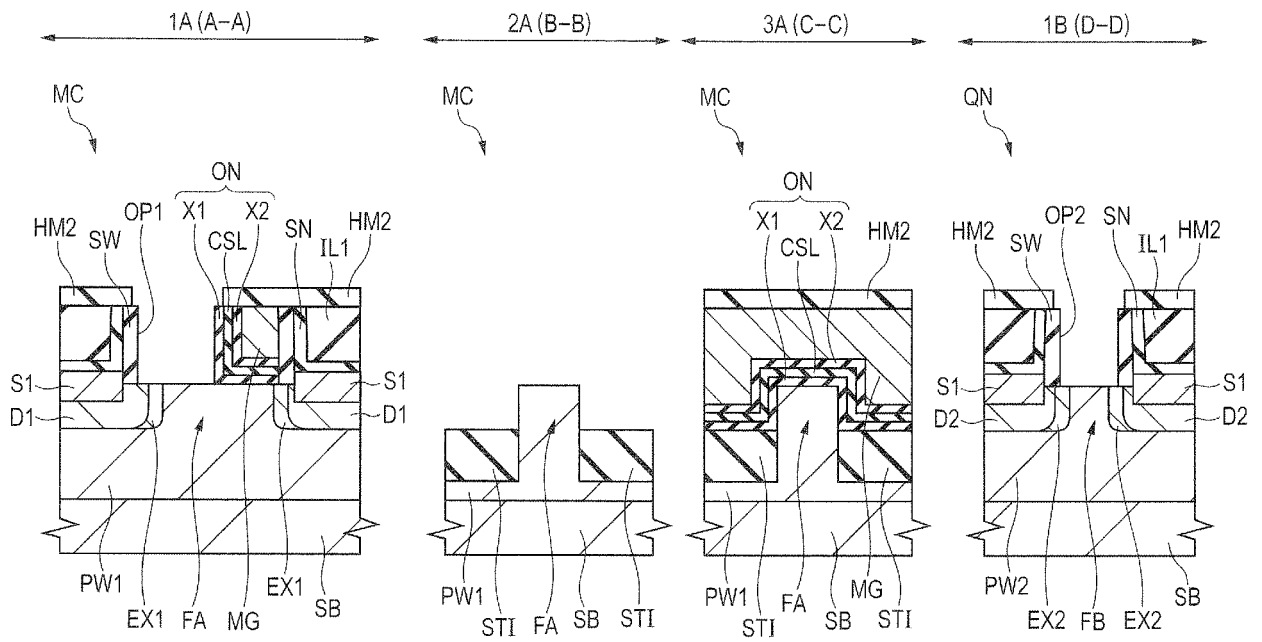 1A (A–A) 2A (B–B) 3A (C–C) 1B (D–D)
MC MC MC QN
ON ON
X1 X2 X1 X2
OP1 SN CSL OP2 SN
HM2 SW CSL IL1 HM2 HM2 HM2 SW IL1 HM2
S1 S1 S1 S1
D1 D1 D2 D2
PW1 EX1 FA MG EX1 SB
PW1 STI FA SB STI
PW1 STI FA SB MG STI
PW2 EX2 FB EX2 SB